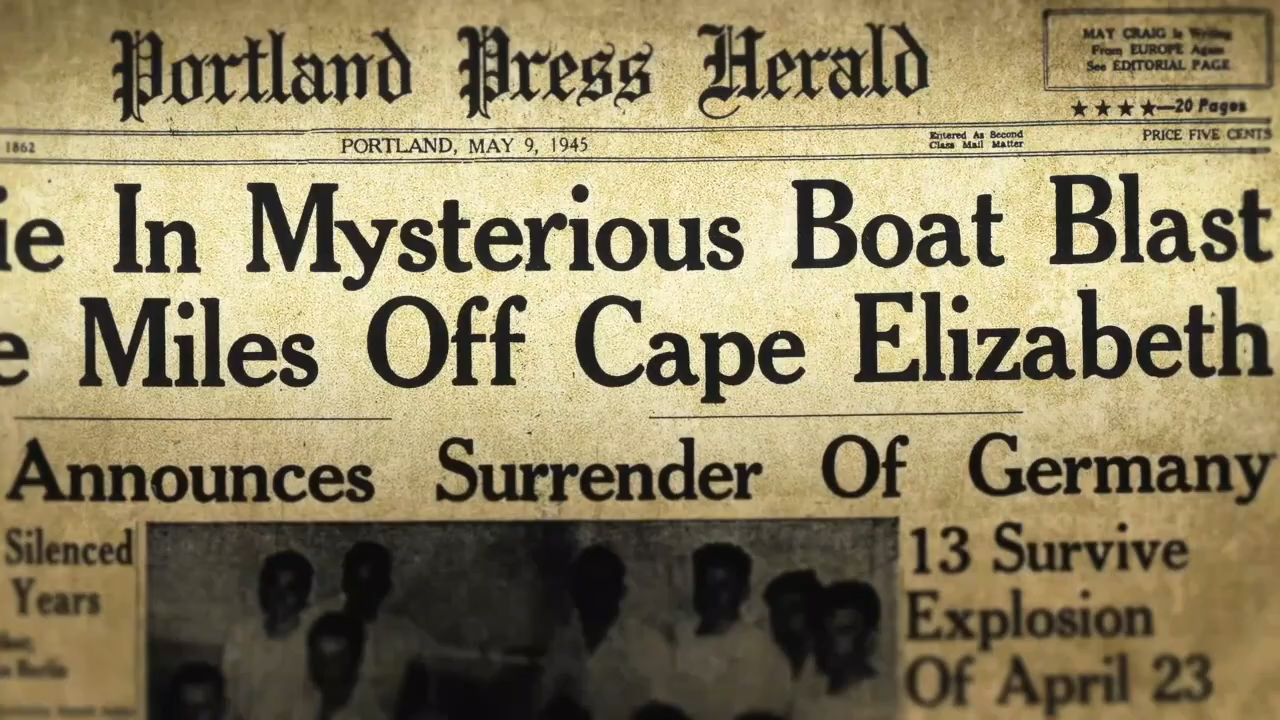 Portland Press Herald
MAY CRAIG Is Writing
From EUROPE Again
See EDITORIAL PAGE
★★★★—20 Pages
1862
PORTLAND, MAY 9, 1945
Entered As Second
Class Mail Matter
PRICE FIVE CENTS
ie In Mysterious Boat Blast
e Miles Off Cape Elizabeth
Announces Surrender Of Germany
Silenced
Years
Berlin
13 Survive
Explosion
Of April 23